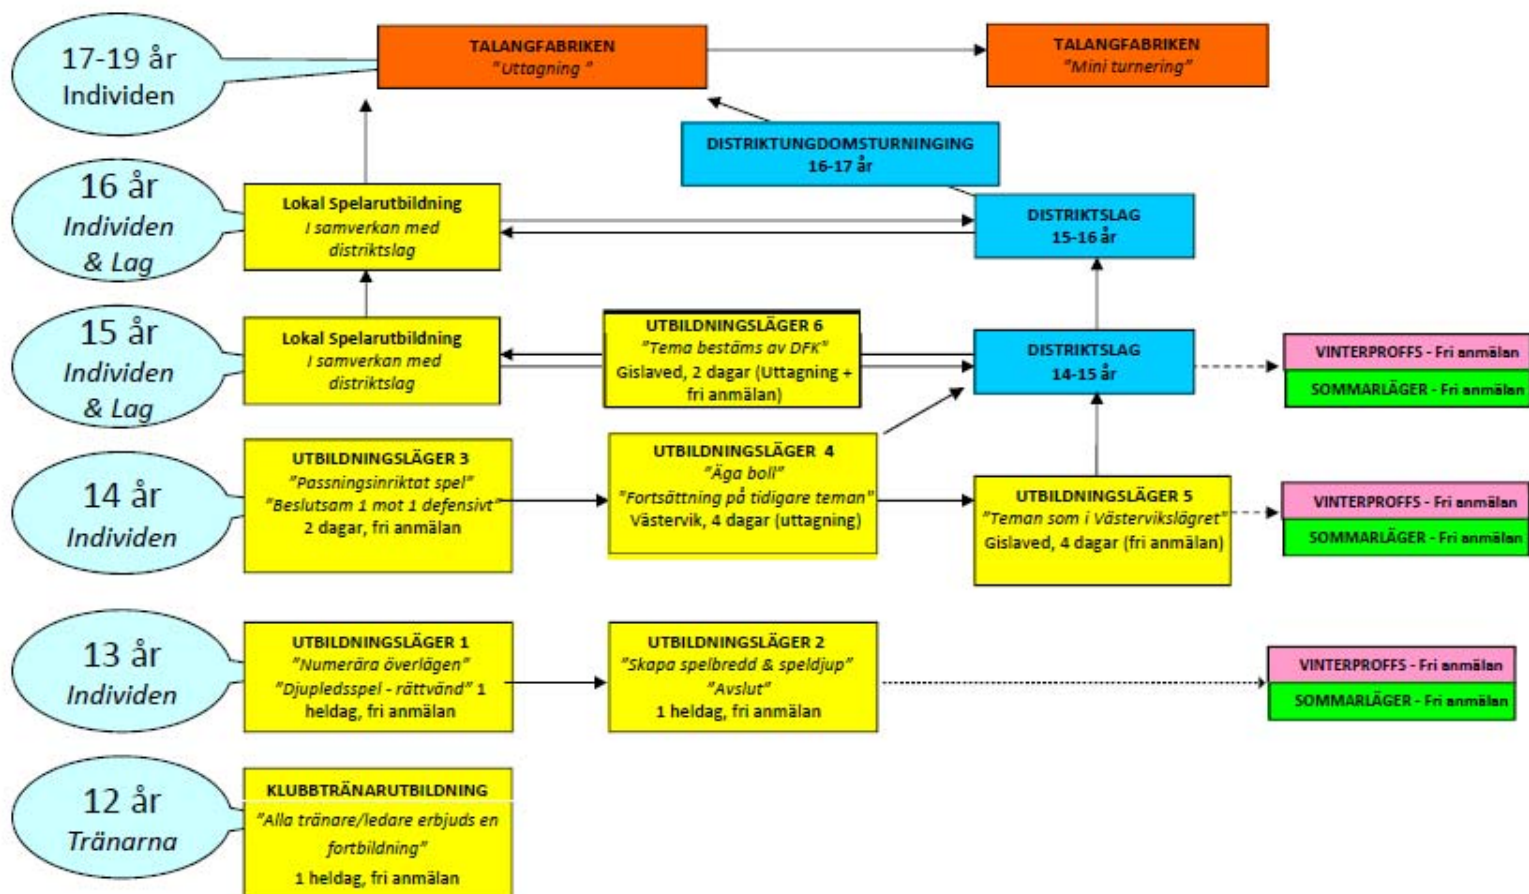 17-19 år
Individen
TALANGFABRIKEN
"Uttagning "
TALANGFABRIKEN
"Mini turnering"
DISTRIKTUNGDOMSTURNINGING
16-17 år
16 år
Individen
& Lag
Lokal Spelarutbildning
I samverkan med
distriktslag
DISTRIKTSLAG
15-16 år
15 år
Individen
& Lag
Lokal Spelarutbildning
I samverkan med
distriktslag
UTBILDNINGSLÄGER 6
"Tema bestäms av DFK"
Gislaved, 2 dagar (Uttagning +
fri anmälan)
DISTRIKTSLAG
14-15 år
VINTERPROFFS - Fri anmälan
SOMMARLÄGER - Fri anmälan
14 år
Individen
UTBILDNINGSLÄGER 3
"Passningsinriktat spel"
"Beslutsam 1 mot 1 defensivt"
2 dagar, fri anmälan
UTBILDNINGSLÄGER 4
"Äga boll"
"Fortsättning på tidigare teman"
Västervik, 4 dagar (uttagning)
UTBILDNINGSLÄGER 5
"Teman som i Västervikslägret"
Gislaved, 4 dagar (fri anmälan)
VINTERPROFFS - Fri anmälan
SOMMARLÄGER - Fri anmälan
13 år
Individen
UTBILDNINGSLÄGER 1
"Numerära överlägen"
"Djupledsspel - rättvänd" 1
heldag, fri anmälan
UTBILDNINGSLÄGER 2
"Skapa spelbredd & speldjup"
"Avslut"
1 heldag, fri anmälan
VINTERPROFFS - Fri anmälan
SOMMARLÄGER - Fri anmälan
12 år
Tränarna
KLUBBTRÄNARUTBILDNING
"Alla tränare/ledare erbjuds en
fortbildning"
1 heldag, fri anmälan